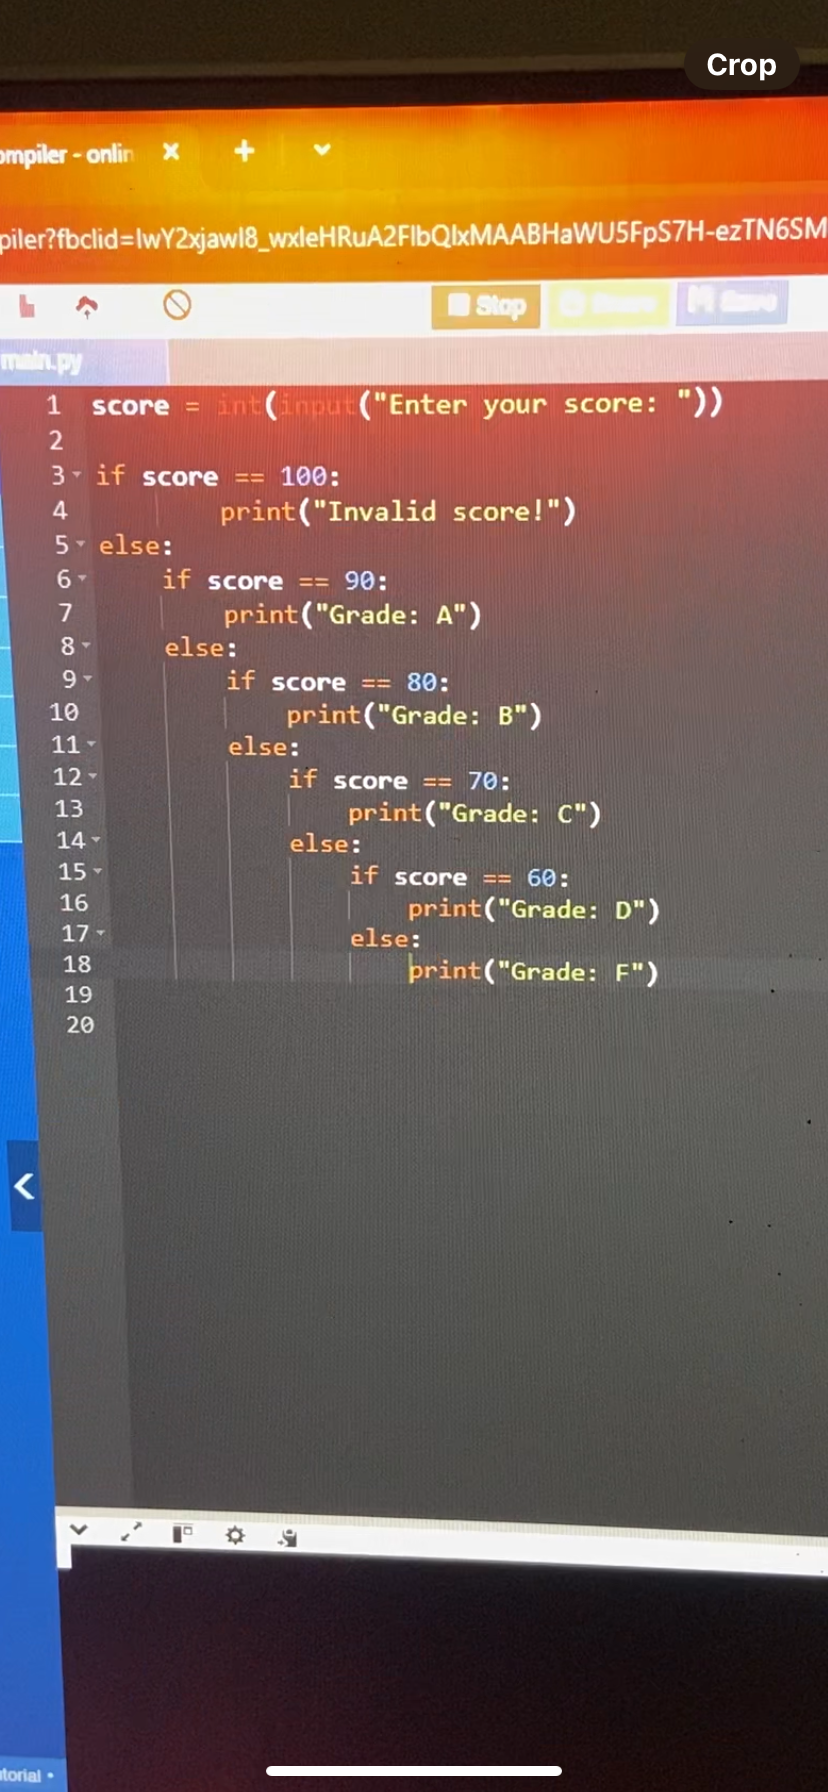 Crop
ompiler - onlin
piler?fbclid=IwY2xjawI8_wxleHRuA2FlbQIxMAABHaWU5FpS7H-ezTN6SM
Stop
Save
main.py
1 score = int(input("Enter your score: "))
2
3 if score == 100:
4 print("Invalid score!")
5 else:
6 if score == 90:
7 print("Grade: A")
8 else:
9 if score == 80:
10 print("Grade: B")
11 else:
12 if score == 70:
13 print("Grade: C")
14 else:
15 if score == 60:
16 print("Grade: D")
17 else:
18 print("Grade: F")
19
20
torial